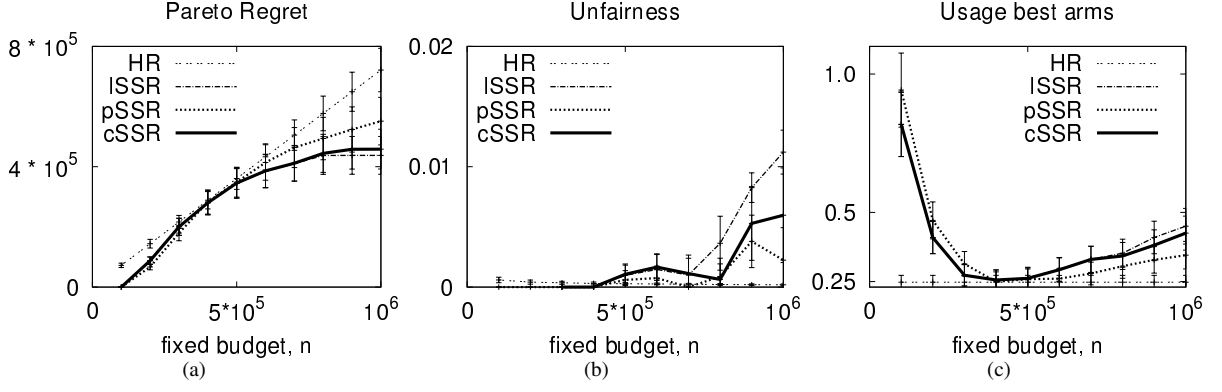 Pareto Regret
8 * 10^5
4 * 10^5
0
HR
lSSR
pSSR
cSSR
0
5*10^5
10^6
fixed budget, n
(a)
Unfairness
0.02
0.01
0
HR
lSSR
pSSR
cSSR
0
5*10^5
10^6
fixed budget, n
(b)
Usage best arms
1.0
0.5
0.25
HR
lSSR
pSSR
cSSR
0
5*10^5
10^6
fixed budget, n
(c)